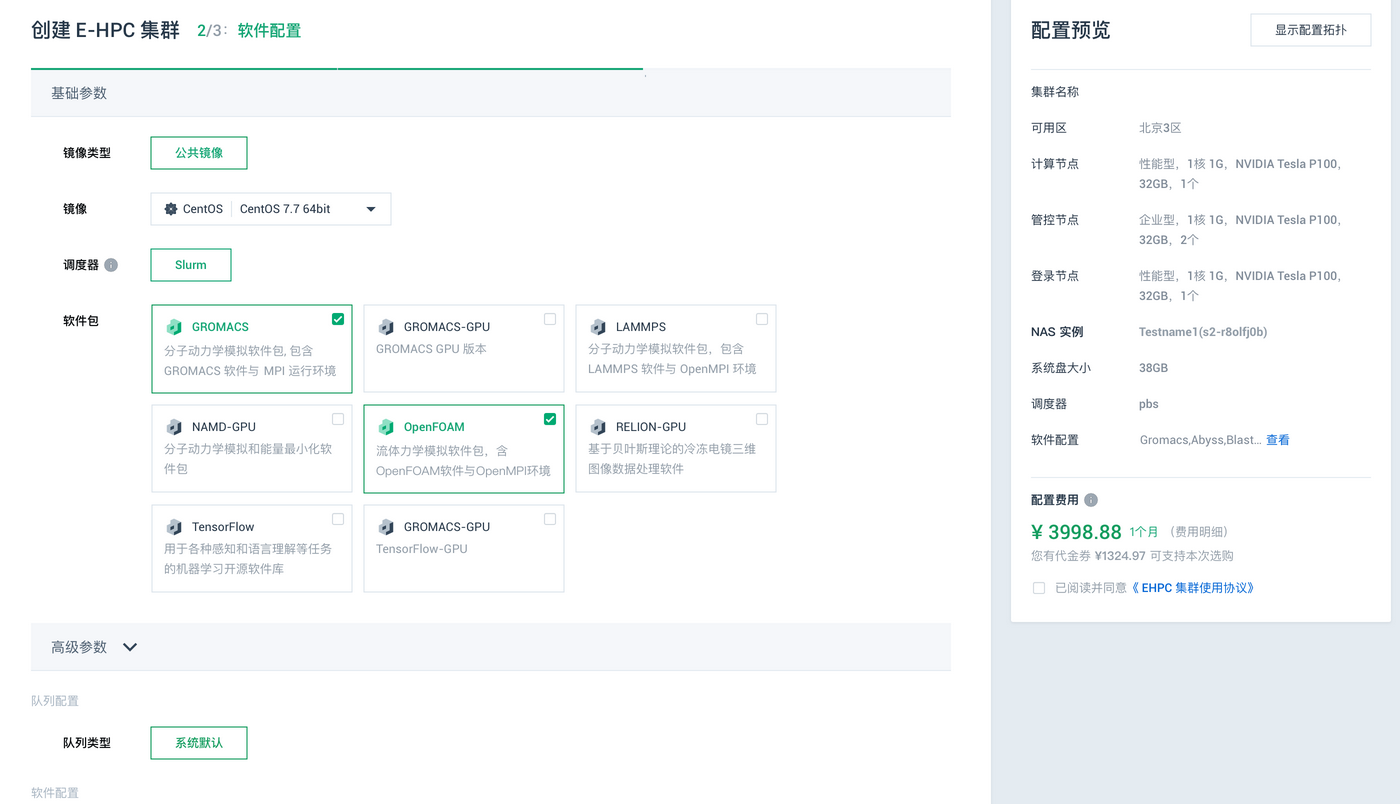 创建 E-HPC 集群 2/3: 软件配置
基础参数
镜像类型 公共镜像
镜像 CentOS CentOS 7.7 64bit
调度器 Slurm
软件包
GROMACS
分子动力学模拟软件包, 包含
GROMACS 软件与 MPI 运行环境
GROMACS-GPU
GROMACS GPU 版本
LAMMPS
分子动力学模拟软件包，包含
LAMMPS 软件与 OpenMPI 环境
NAMD-GPU
分子动力学模拟和能量最小化软
件包
OpenFOAM
流体力学模拟软件包，含
OpenFOAM软件与OpenMPI环境
RELION-GPU
基于贝叶斯理论的冷冻电镜三维
图像数据处理软件
TensorFlow
用于各种感知和语言理解等任务
的机器学习开源软件库
GROMACS-GPU
TensorFlow-GPU
高级参数
队列配置
队列类型 系统默认
软件配置
配置预览 显示配置拓扑
集群名称
可用区 北京3区
计算节点 性能型，1核 1G，NVIDIA Tesla P100，
32GB，1个
管控节点 企业型，1核 1G，NVIDIA Tesla P100，
32GB，2个
登录节点 性能型，1核 1G，NVIDIA Tesla P100，
32GB，1个
NAS 实例 Testname1(s2-r8olfj0b)
系统盘大小 38GB
调度器 pbs
软件配置 Gromacs,Abyss,Blast... 查看
配置费用
¥ 3998.88 1个月 （费用明细）
您有代金券 ¥1324.97 可支持本次选购
已阅读并同意《 EHPC 集群使用协议》